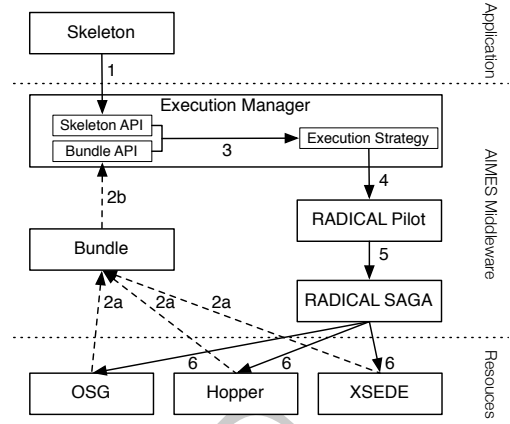 Skeleton
Application
1
Execution Manager
Skeleton API
Bundle API
3
Execution Strategy
AIMES Middleware
2b
4
RADICAL Pilot
Bundle
5
RADICAL SAGA
2a
2a
2a
6
6
6
Resouces
OSG
Hopper
XSEDE